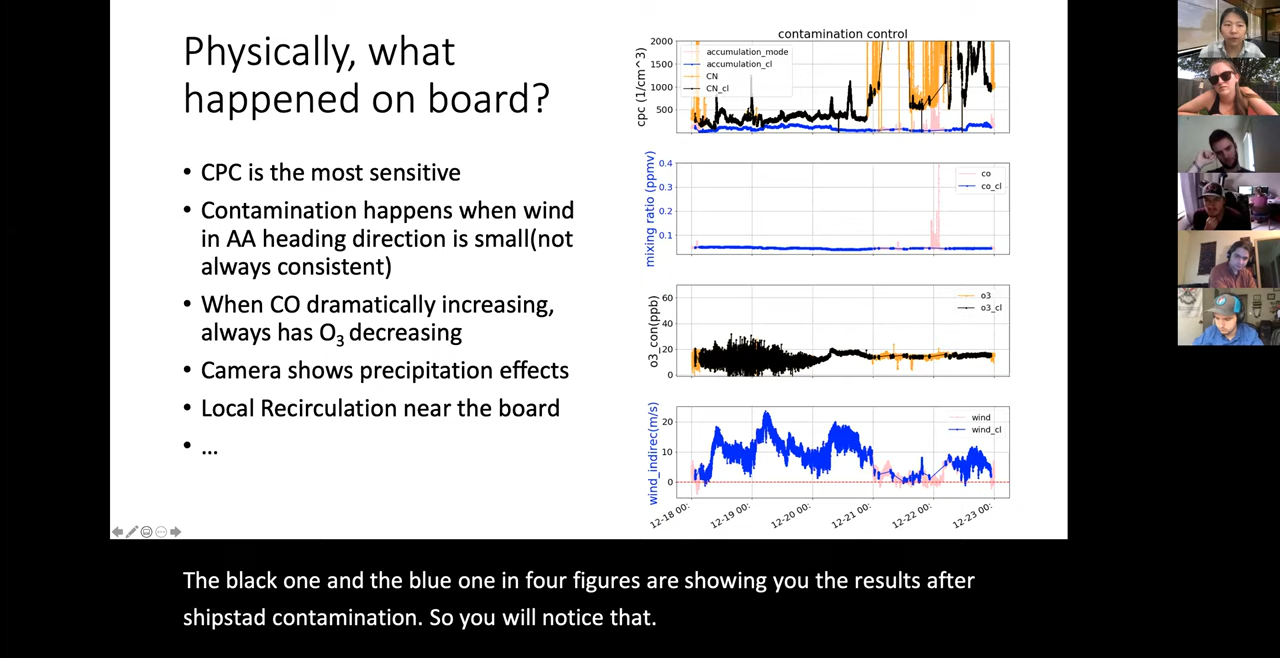 Physically, what
happened on board?
• CPC is the most sensitive
• Contamination happens when wind
in AA heading direction is small(not
always consistent)
• When CO dramatically increasing,
always has O3 decreasing
• Camera shows precipitation effects
• Local Recirculation near the board
• ...
contamination control
cpc (1/cm^3)
2000
1500
1000
500
accumulation_mode
accumulation_cl
CN
CN_cl
mixing ratio (ppmv)
0.4
0.3
0.2
0.1
co
co_cl
o3_con(ppb)
60
40
20
0
o3
o3_cl
wind_indirec(m/s)
20
10
0
wind
wind_cl
12-18 00:
12-19 00:
12-20 00:
12-21 00:
12-22 00:
12-23 00:
The black one and the blue one in four figures are showing you the results after
shipstad contamination. So you will notice that.